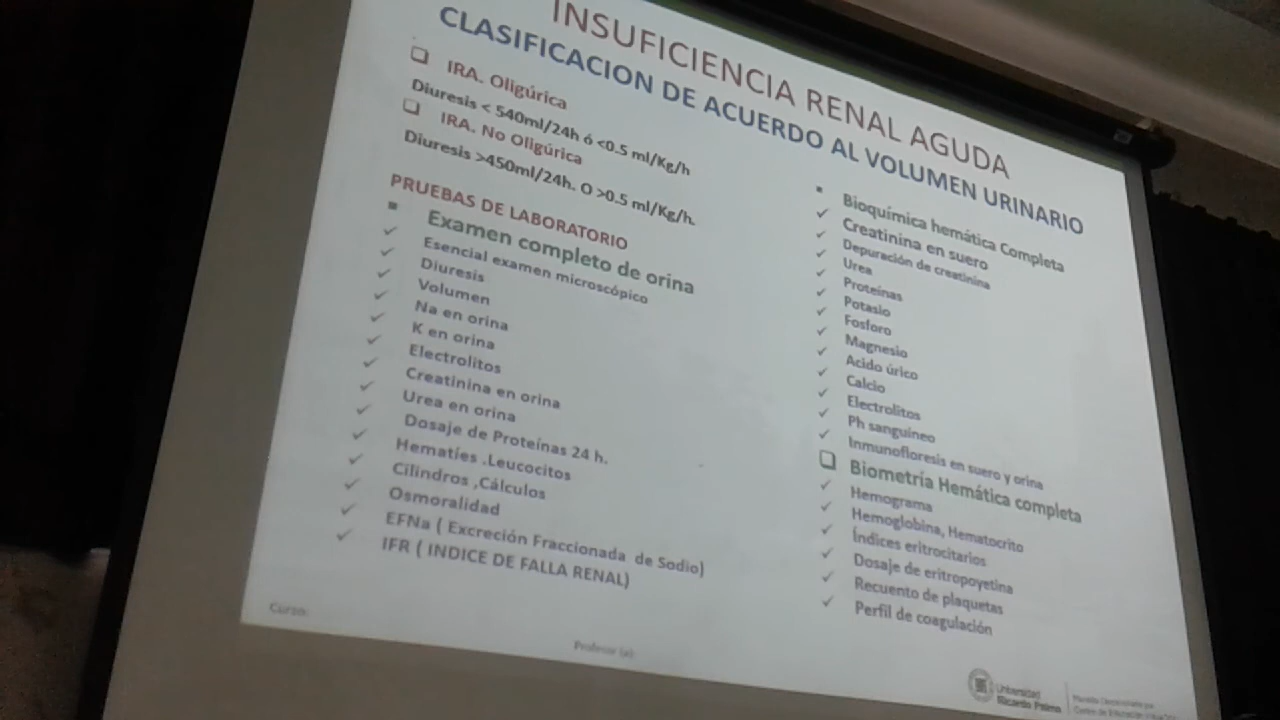 INSUFICIENCIA RENAL AGUDA
CLASIFICACION DE ACUERDO AL VOLUMEN URINARIO
IRA. Oligúrica
Diuresis < 540ml/24h ó <0.5 ml/Kg/h
IRA. No Oligúrica
Diuresis >450ml/24h. O >0.5 ml/Kg/h.
PRUEBAS DE LABORATORIO
Examen completo de orina
Esencial examen microscópico
Diuresis
Volumen
Na en orina
K en orina
Electrolitos
Creatinina en orina
Urea en orina
Dosaje de Proteínas 24 h.
Hematíes .Leucocitos
Cilindros ,Cálculos
Osmoralidad
EFNa ( Excreción Fraccionada de Sodio)
IFR ( INDICE DE FALLA RENAL)
Bioquímica hemática Completa
Creatinina en suero
Depuración de creatinina
Urea
Proteínas
Potasio
Fosforo
Magnesio
Acido úrico
Calcio
Electrolitos
Ph sanguineo
Inmunofloresis en suero y orina
Biometría Hemática completa
Hemograma
Hemoglobina, Hematocrito
Índices eritrocitarios
Dosaje de eritropoyetina
Recuento de plaquetas
Perfil de coagulación
Curso:
Profesor (a):
Universidad
Ricardo Palma